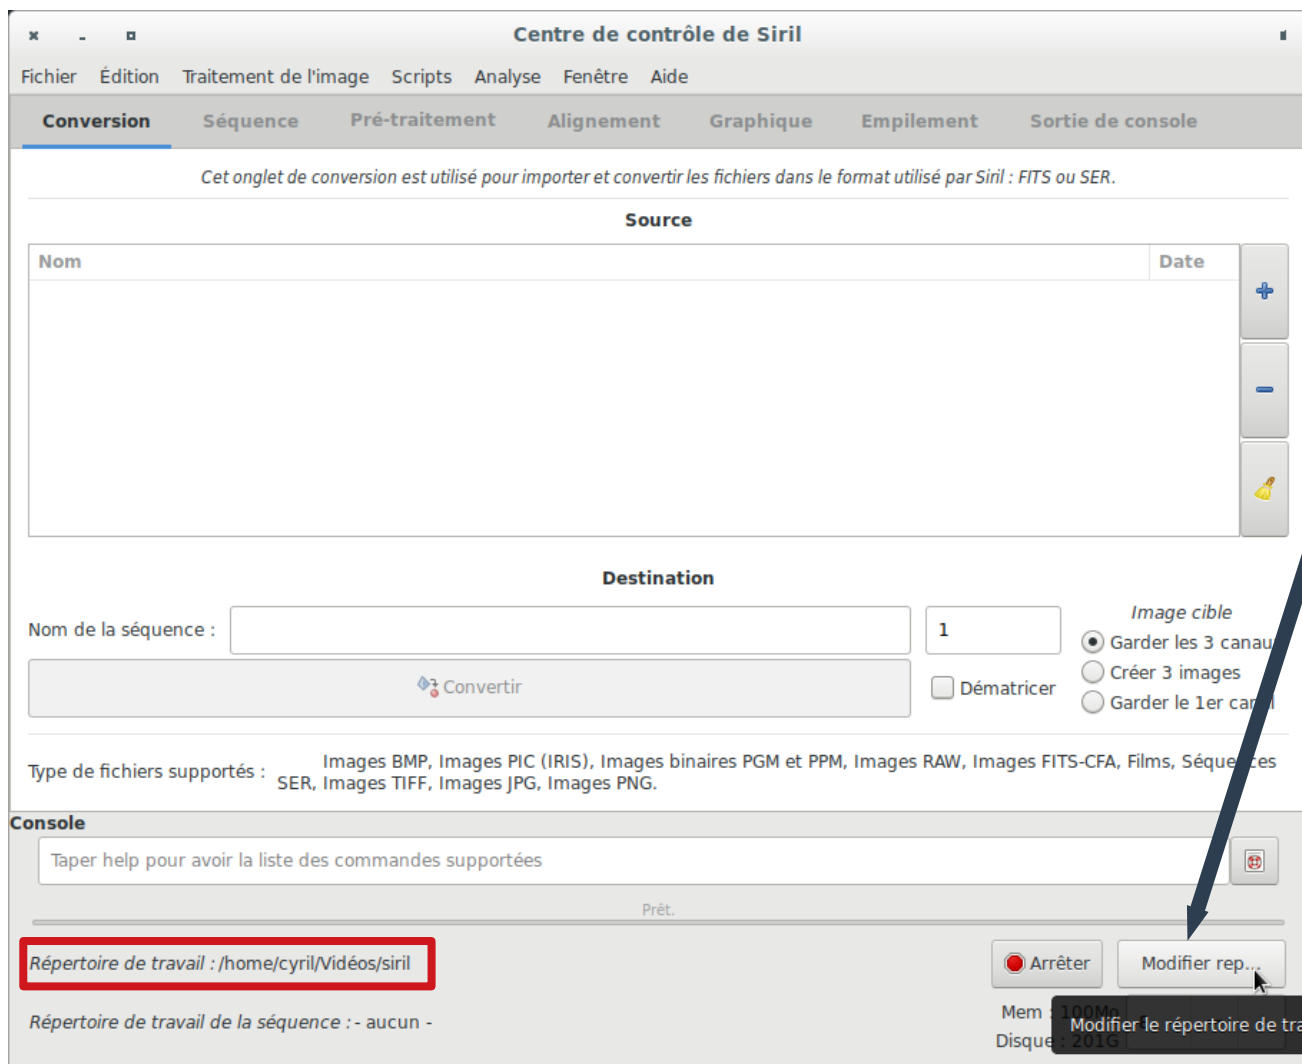 Centre de contrôle de Siril
Fichier Édition Traitement de l'image Scripts Analyse Fenêtre Aide
Conversion Séquence Pré-traitement Alignement Graphique Empilement Sortie de console
Cet onglet de conversion est utilisé pour importer et convertir les fichiers dans le format utilisé par Siril : FITS ou SER.
Source
Nom Date
Destination
Nom de la séquence : 1
Image cible
Garder les 3 canau
Convertir
Dématricer
Créer 3 images
Garder le 1er canal
Type de fichiers supportés : Images BMP, Images PIC (IRIS), Images binaires PGM et PPM, Images RAW, Images FITS-CFA, Films, Séquences
SER, Images TIFF, Images JPG, Images PNG.
Console
Taper help pour avoir la liste des commandes supportées
Prêt.
Répertoire de travail : /home/cyril/Vidéos/siril
Arrêter Modifier rep...
Répertoire de travail de la séquence : - aucun -
Mem : 100Mo
Disque : 201G
Modifier le répertoire de tra